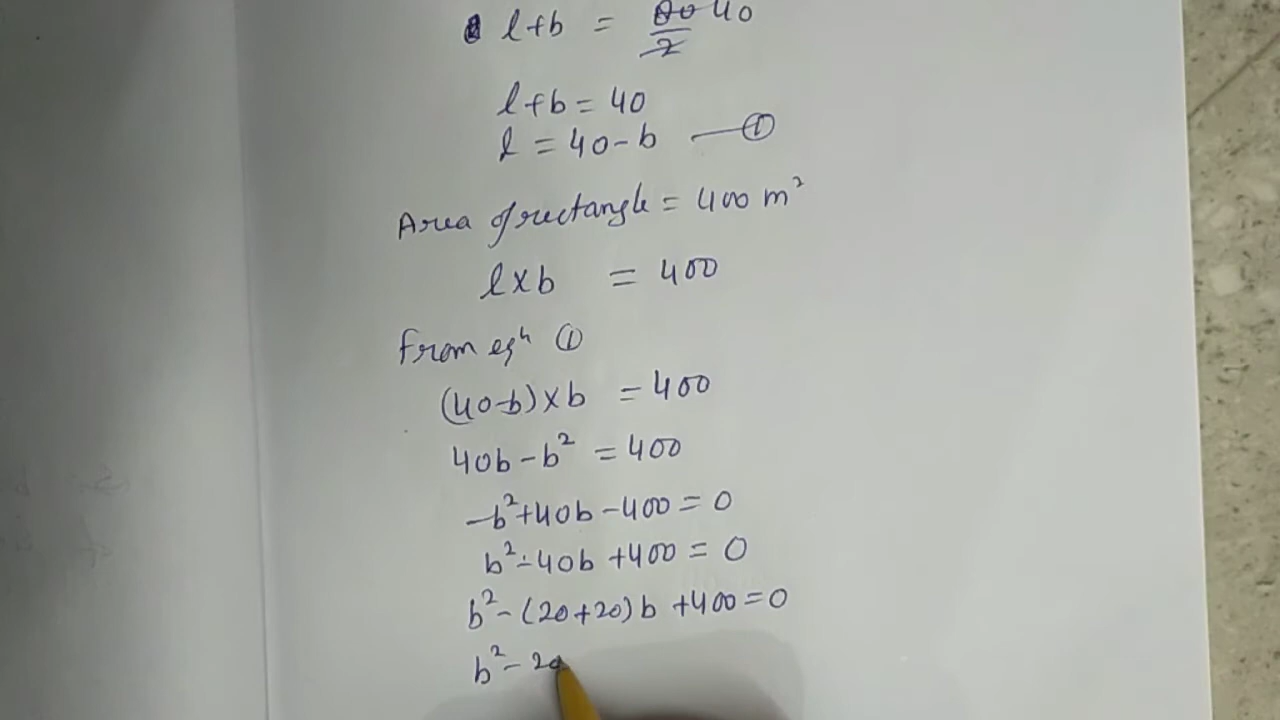 l+b = 80/2 40
l+b = 40
l = 40-b —①
Area of rectangle = 400 m²
l×b = 400
from eqⁿ ①
(40-b)×b = 400
40b-b² = 400
-b²+40b-400=0
b²-40b+400=0
b²-(20+20)b+400=0
b²-20